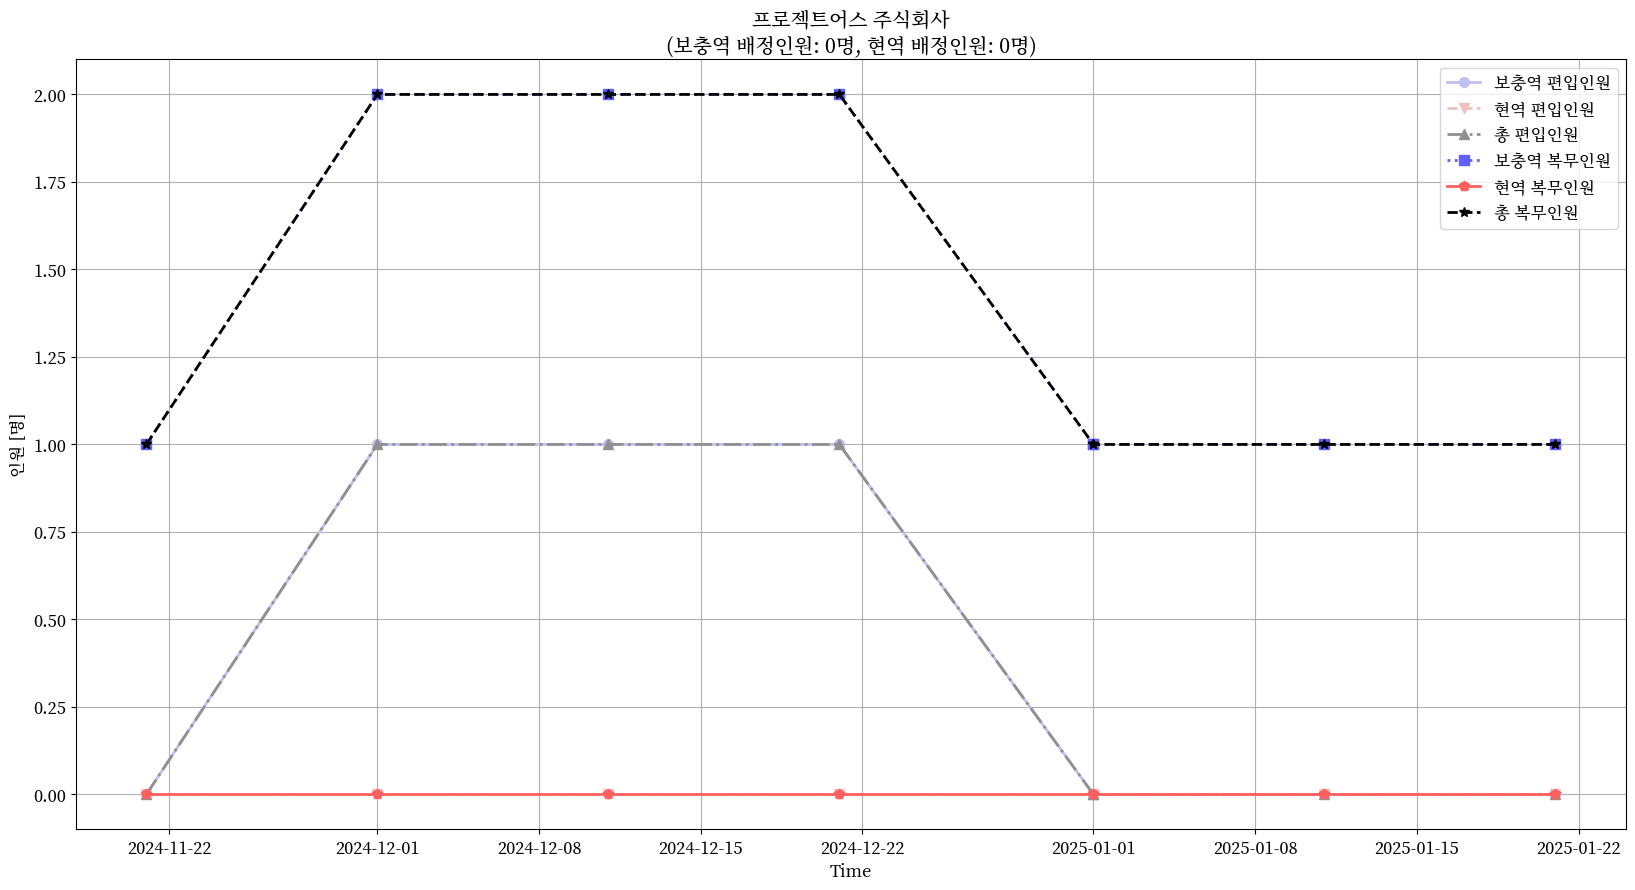 프로젝트어스 주식회사
(보충역 배정인원: 0명, 현역 배정인원: 0명)
보충역 편입인원
현역 편입인원
총 편입인원
보충역 복무인원
현역 복무인원
총 복무인원
인원 [명]
2.00
1.75
1.50
1.25
1.00
0.75
0.50
0.25
0.00
2024-11-22 2024-12-01 2024-12-08 2024-12-15 2024-12-22 2025-01-01 2025-01-08 2025-01-15 2025-01-22
Time